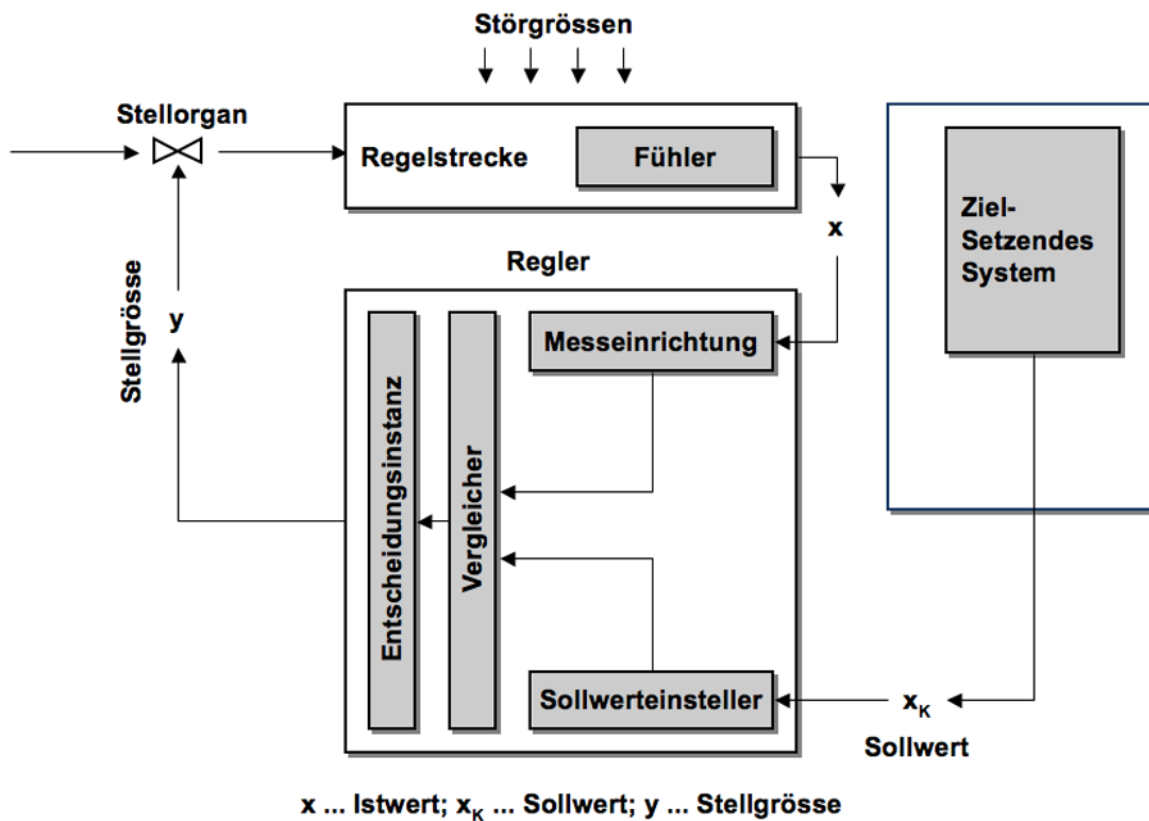 Störgrössen
Stellorgan
Regelstrecke
Fühler
x
Ziel-
Setzendes
System
Regler
Stellgrösse
y
Messeinrichtung
Entscheidungsinstanz
Vergleicher
Sollwerteinsteller
xK
Sollwert
x ... Istwert; xK ... Sollwert; y ... Stellgrösse